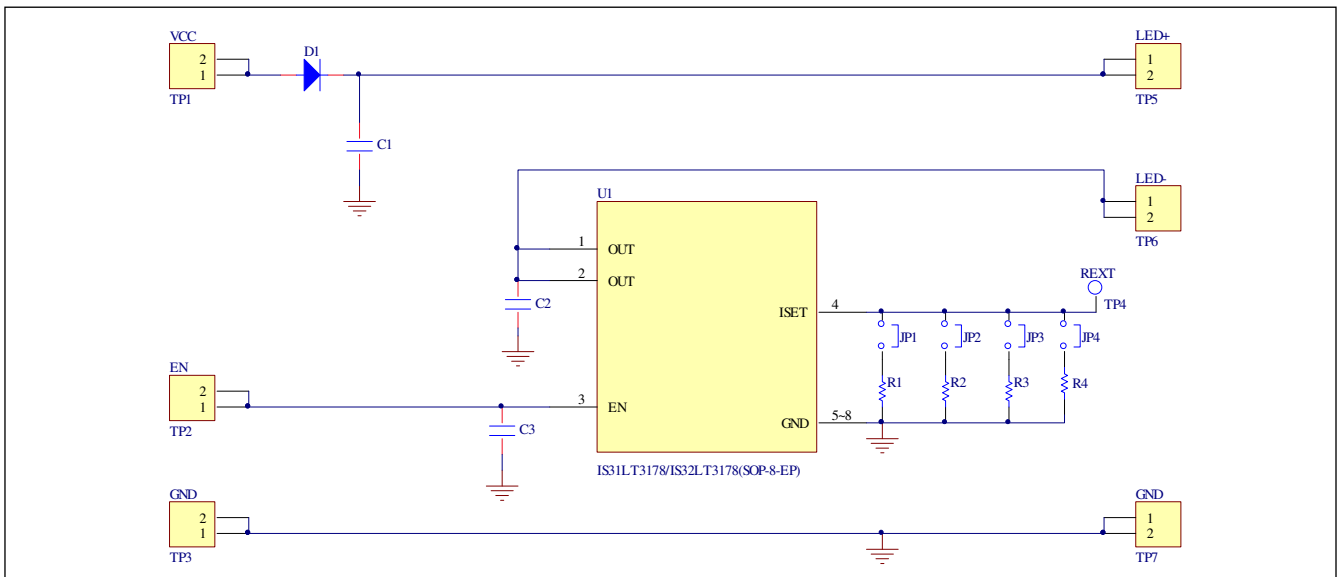 VCC
2
1
TP1
D1
C1
LED+
1
2
TP5
LED-
1
2
TP6
U1
1
OUT
2
OUT
C2
ISET
4
REXT
TP4
JP1
JP2
JP3
JP4
R1
R2
R3
R4
EN
2
1
TP2
3
EN
C3
GND
5~8
IS31LT3178/IS32LT3178(SOP-8-EP)
GND
2
1
TP3
GND
1
2
TP7